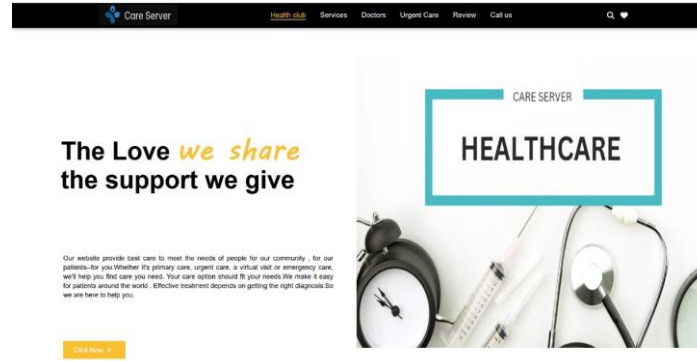 Care Server
Health club Services Doctors Urgent Care Review Call us
CARE SERVER
HEALTHCARE
The Love we share
the support we give
Our website provide best care to meet the needs of people for our community , for our
patients--for you.Whether it's primary care, urgent care, a virtual visit or emergency care,
we'll help you find care you need. Your care option should fit your needs.We make it easy
for patients around the world . Effective treatment depends on getting the right diagnosis.So
we are here to help you.
Click Now >